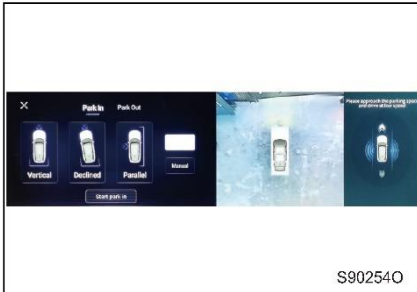 Park In Park Out
Vertical
Declined
Parallel
Manual
Start park in
Please approach the parking space
and drive at low speed
S90254O